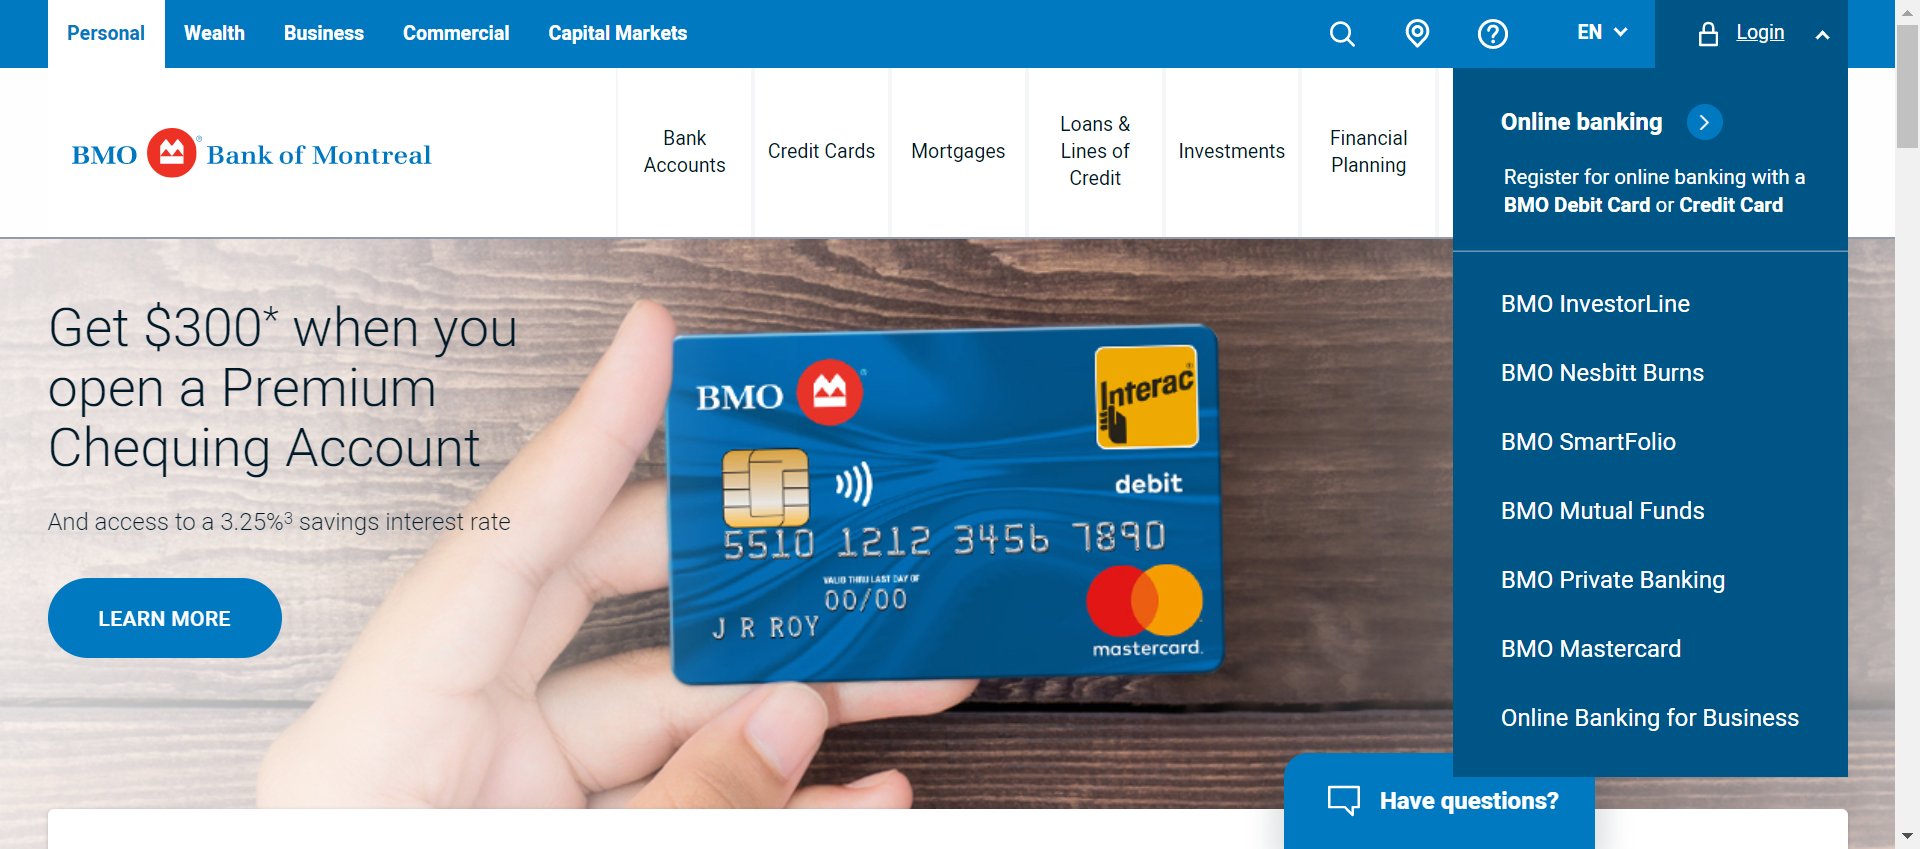 Personal
Wealth
Business
Commercial
Capital Markets
EN
Login
BMO ® Bank of Montreal
Bank
Accounts
Credit Cards
Mortgages
Loans &
Lines of
Credit
Investments
Financial
Planning
Online banking
Register for online banking with a
BMO Debit Card or Credit Card
BMO InvestorLine
BMO Nesbitt Burns
BMO SmartFolio
BMO Mutual Funds
BMO Private Banking
BMO Mastercard
Online Banking for Business
Get $300* when you
open a Premium
Chequing Account
And access to a 3.25%³ savings interest rate
LEARN MORE
BMO ®
Interac®
debit
5510 1212 3456 7890
VALID THRU LAST DAY OF
00/00
J R ROY
mastercard.
Have questions?